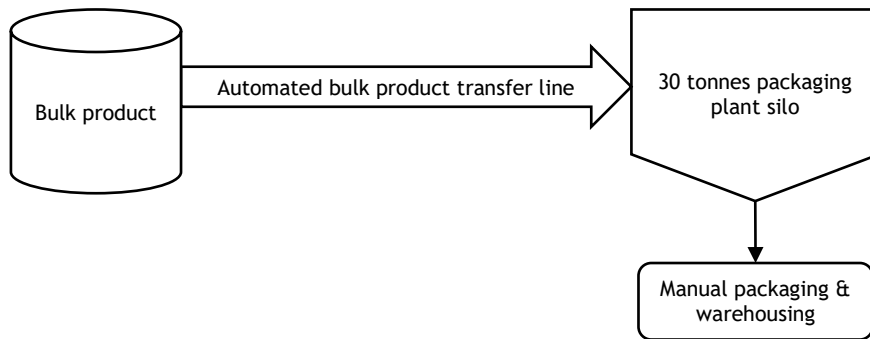 Bulk product
Automated bulk product transfer line
30 tonnes packaging
plant silo
Manual packaging &
warehousing